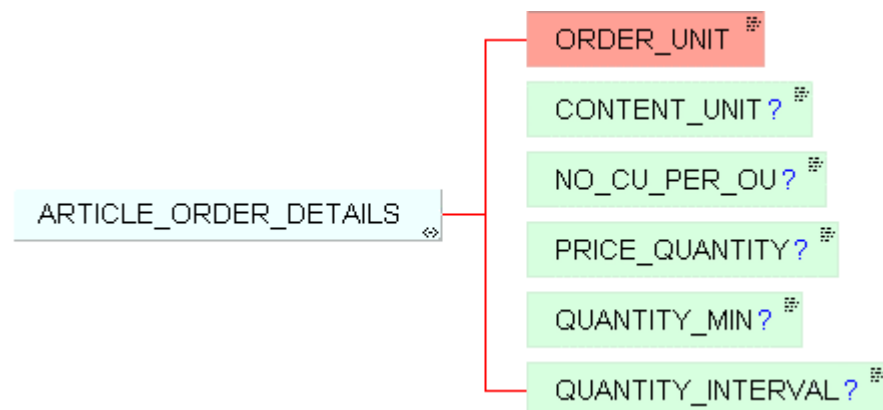 ORDER_UNIT
CONTENT_UNIT?
NO_CU_PER_OU?
ARTICLE_ORDER_DETAILS
PRICE_QUANTITY?
QUANTITY_MIN?
QUANTITY_INTERVAL?